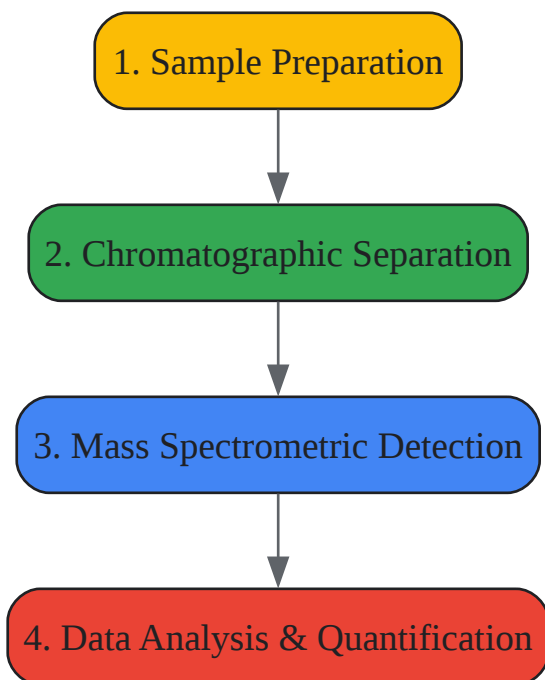 1. Sample Preparation
2. Chromatographic Separation
3. Mass Spectrometric Detection
4. Data Analysis & Quantification